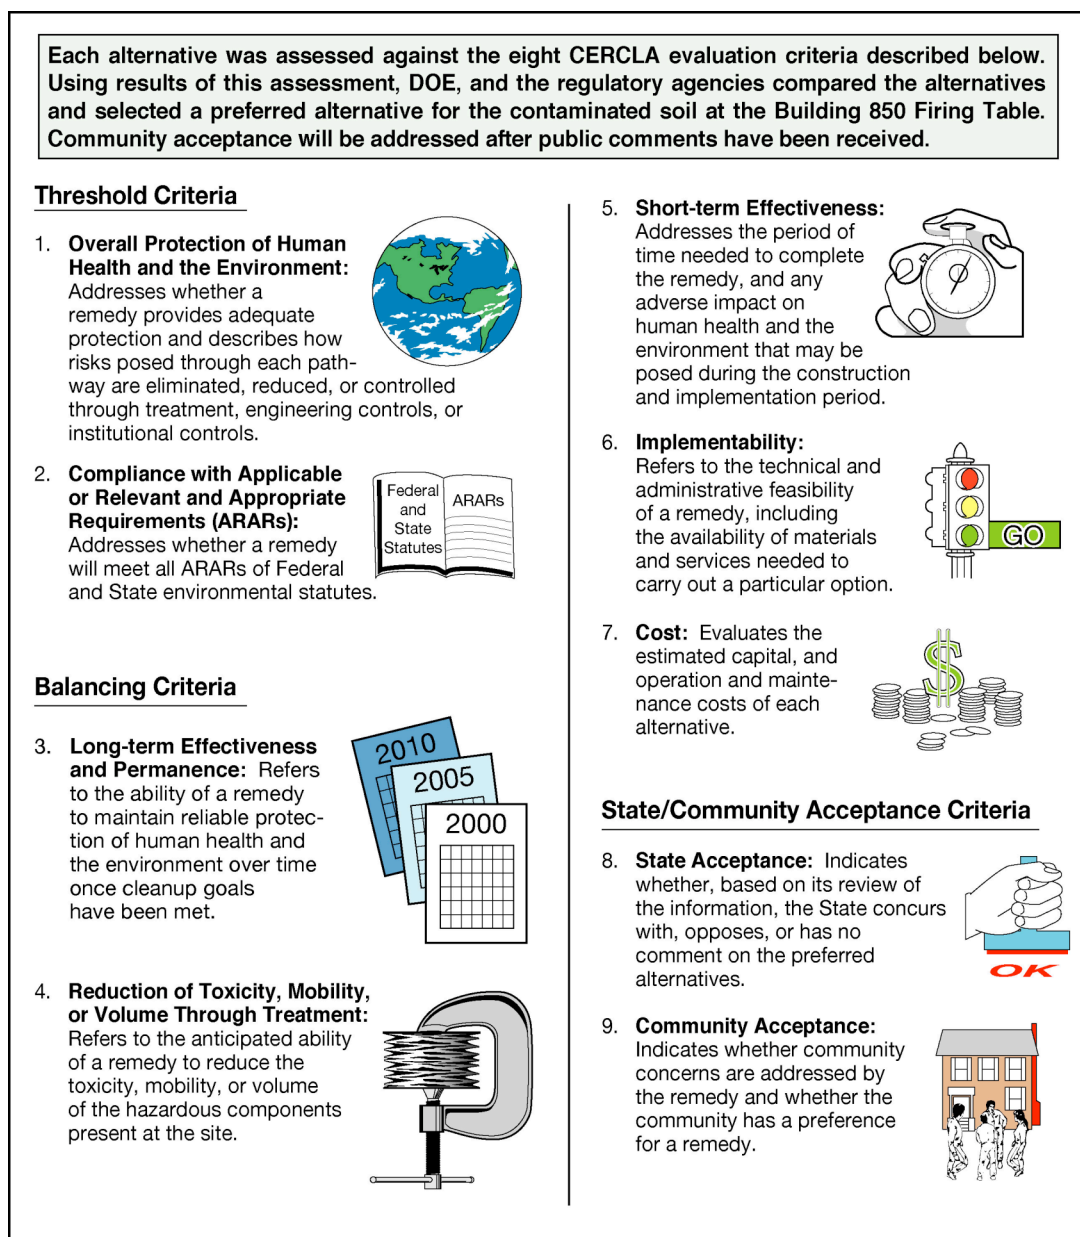 Each alternative was assessed against the eight CERCLA evaluation criteria described below.
Using results of this assessment, DOE, and the regulatory agencies compared the alternatives
and selected a preferred alternative for the contaminated soil at the Building 850 Firing Table.
Community acceptance will be addressed after public comments have been received.
Threshold Criteria
1. Overall Protection of Human
Health and the Environment:
Addresses whether a
remedy provides adequate
protection and describes how
risks posed through each path-
way are eliminated, reduced, or controlled
through treatment, engineering controls, or
institutional controls.
2. Compliance with Applicable
or Relevant and Appropriate
Requirements (ARARs):
Addresses whether a remedy
will meet all ARARs of Federal
and State environmental statutes.
Federal
and
State
Statutes
ARARs
Balancing Criteria
3. Long-term Effectiveness
and Permanence: Refers
to the ability of a remedy
to maintain reliable protec-
tion of human health and
the environment over time
once cleanup goals
have been met.
2010
2005
2000
4. Reduction of Toxicity, Mobility,
or Volume Through Treatment:
Refers to the anticipated ability
of a remedy to reduce the
toxicity, mobility, or volume
of the hazardous components
present at the site.
5. Short-term Effectiveness:
Addresses the period of
time needed to complete
the remedy, and any
adverse impact on
human health and the
environment that may be
posed during the construction
and implementation period.
6. Implementability:
Refers to the technical and
administrative feasibility
of a remedy, including
the availability of materials
and services needed to
carry out a particular option.
GO
7. Cost: Evaluates the
estimated capital, and
operation and mainte-
nance costs of each
alternative.
$
State/Community Acceptance Criteria
8. State Acceptance: Indicates
whether, based on its review of
the information, the State concurs
with, opposes, or has no
comment on the preferred
alternatives.
OK
9. Community Acceptance:
Indicates whether community
concerns are addressed by
the remedy and whether the
community has a preference
for a remedy.